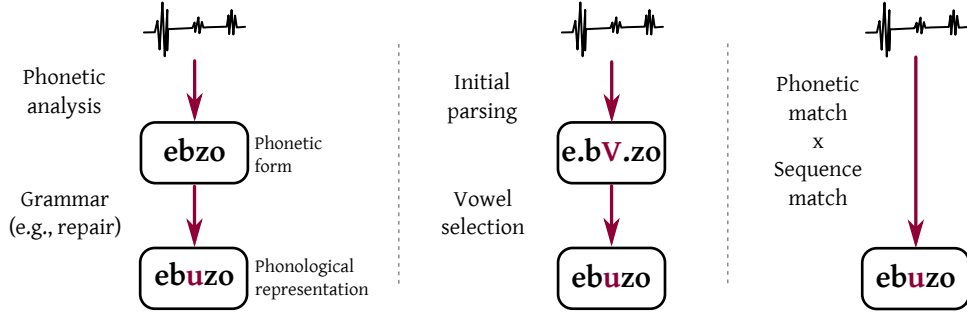 Phonetic
analysis
ebzo
Phonetic
form
Grammar
(e.g., repair)
ebuzo
Phonological
representation
Initial
parsing
e.bV.zo
Vowel
selection
ebuzo
Phonetic
match
x
Sequence
match
ebuzo